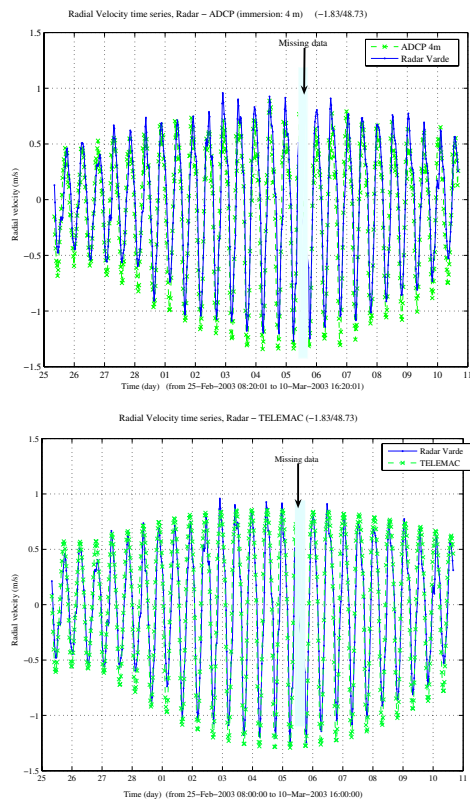 Radial Velocity time series, Radar − ADCP (immersion: 4 m)   (−1.83/48.73)
Missing data
ADCP 4m
Radar Varde
1.5
1
0.5
0
−0.5
−1
−1.5
Radial velocity (m/s)
25 26 27 28 29 01 02 03 04 05 06 07 08 09 10 11
Time (day)   (from 25−Feb−2003 08:20:01 to 10−Mar−2003 16:20:01)
Radial Velocity time series, Radar − TELEMAC (−1.83/48.73)
Missing data
Radar Varde
TELEMAC
1.5
1
0.5
0
−0.5
−1
−1.5
Radial velocity (m/s)
25 26 27 28 29 01 02 03 04 05 06 07 08 09 10 11
Time (day)   (from 25−Feb−2003 08:00:00 to 10−Mar−2003 16:00:00)